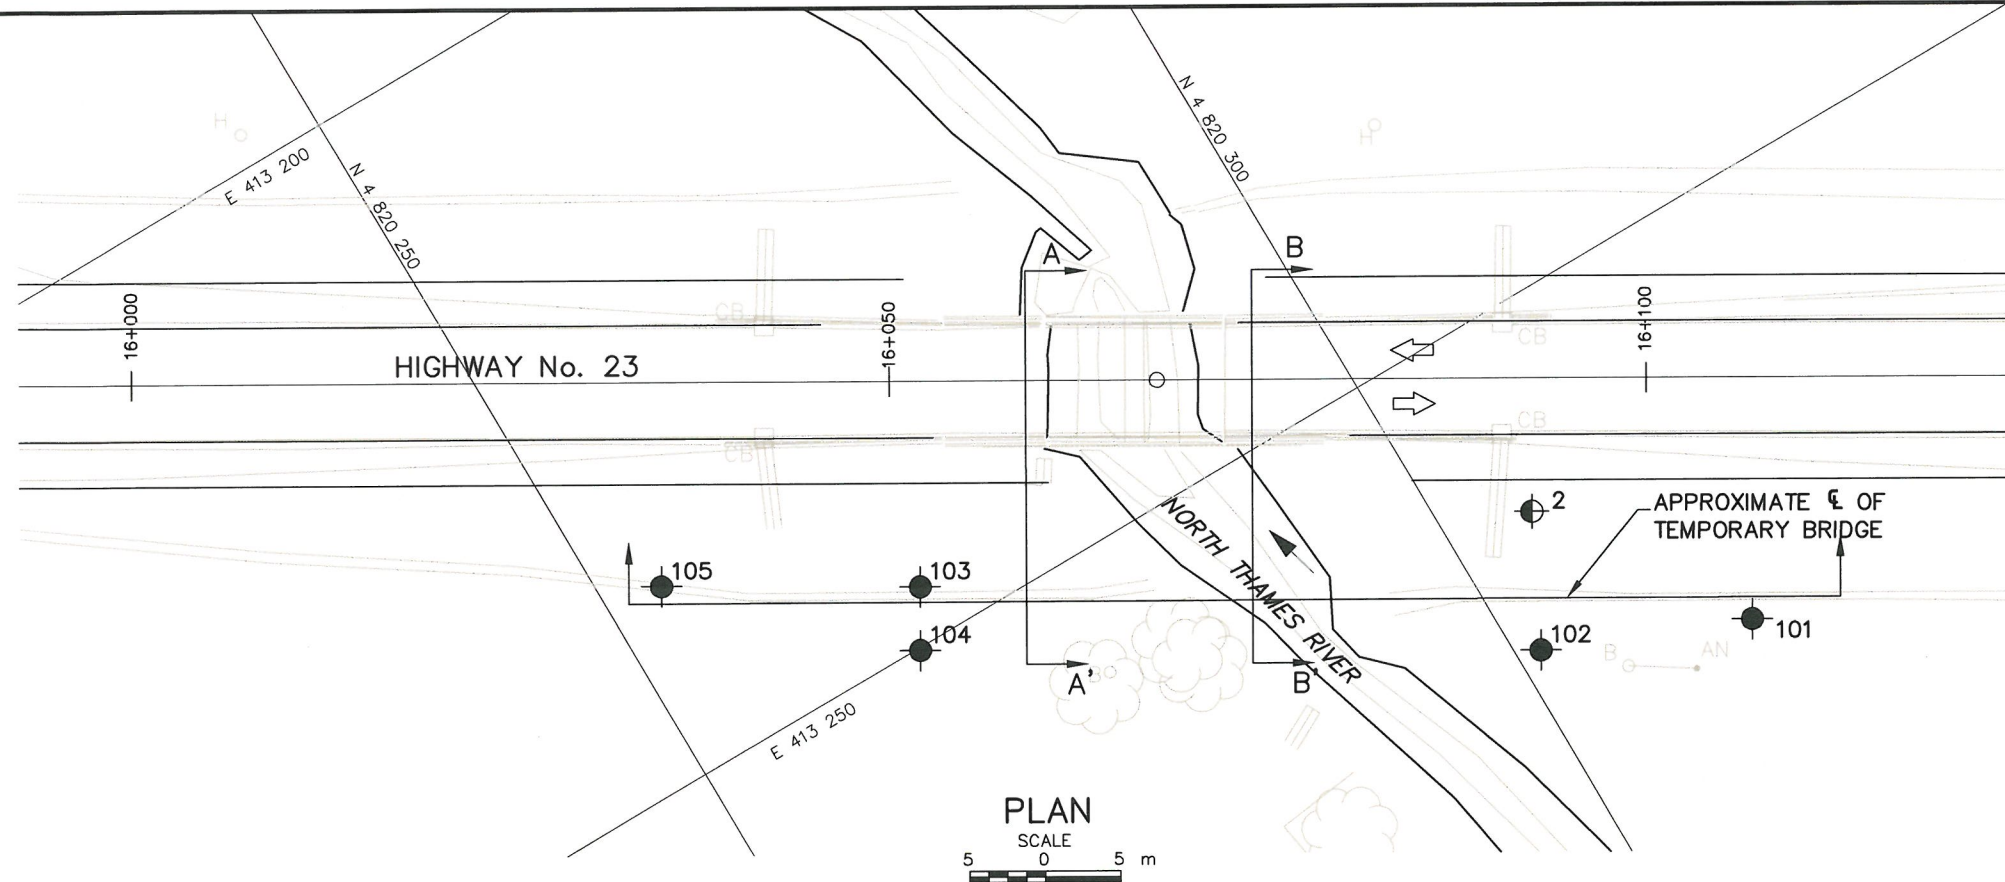 N 4 820 300
H
H
E 413 200
N 4 820 250
A
B
16+000
16+050
16+100
CB
CB
HIGHWAY No. 23
CB
CB
2
APPROXIMATE ℄ OF
TEMPORARY BRIDGE
NORTH THAMES RIVER
105
103
104
102
101
B
AN
A'
B
B'
E 413 250
PLAN
SCALE
5 0 5 m